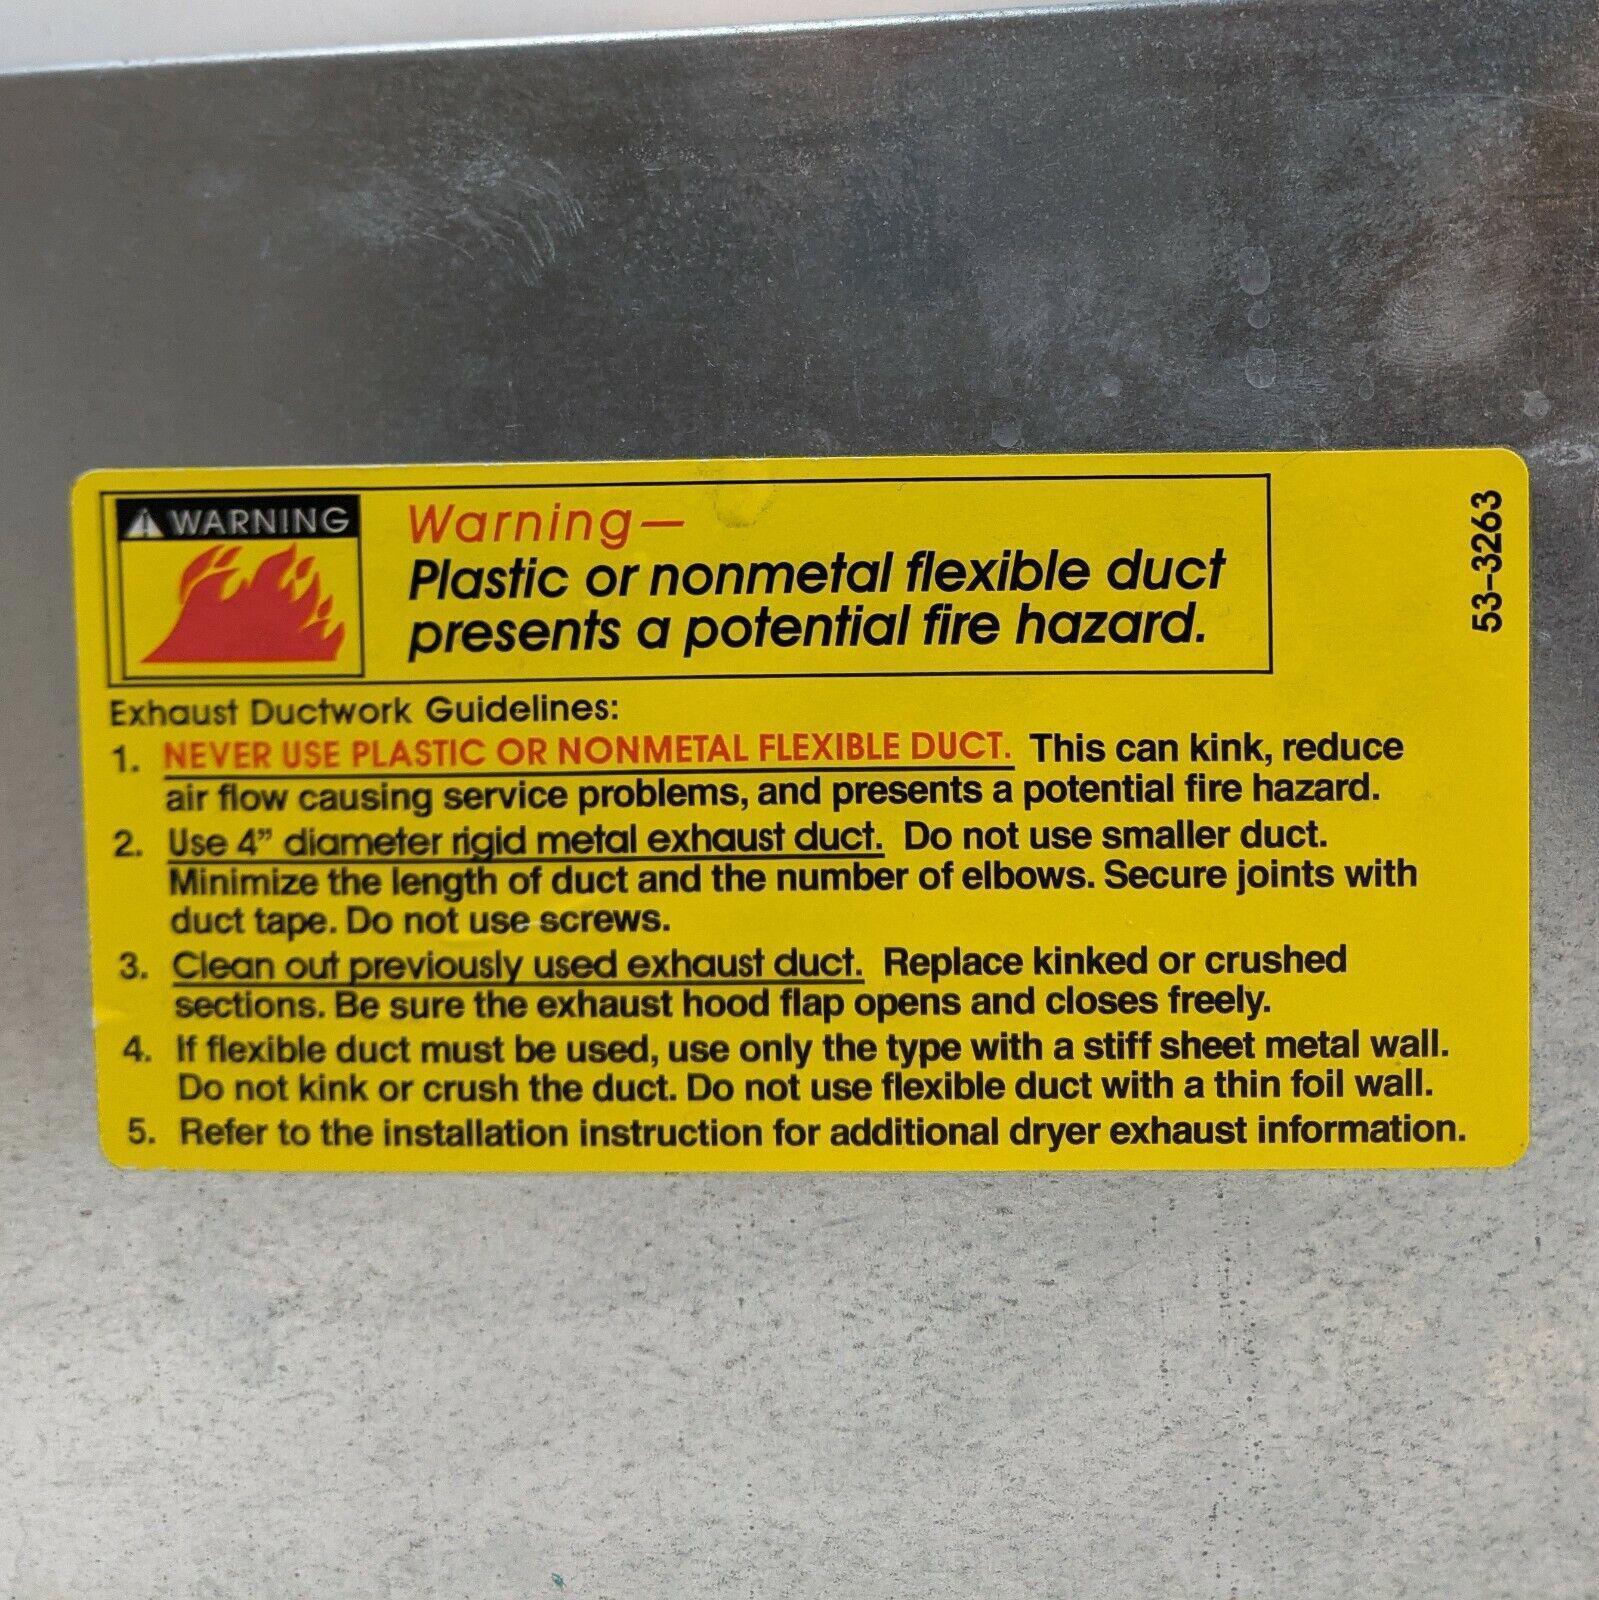 WARNING
Warning—
Plastic or nonmetal flexible duct
presents a potential fire hazard.
53-3263
Exhaust Ductwork Guidelines:
1. NEVER USE PLASTIC OR NONMETAL FLEXIBLE DUCT. This can kink, reduce
air flow causing service problems, and presents a potential fire hazard.
2. Use 4” diameter rigid metal exhaust duct. Do not use smaller duct.
Minimize the length of duct and the number of elbows. Secure joints with
duct tape. Do not use screws.
3. Clean out previously used exhaust duct. Replace kinked or crushed
sections. Be sure the exhaust hood flap opens and closes freely.
4. If flexible duct must be used, use only the type with a stiff sheet metal wall.
Do not kink or crush the duct. Do not use flexible duct with a thin foil wall.
5. Refer to the installation instruction for additional dryer exhaust information.